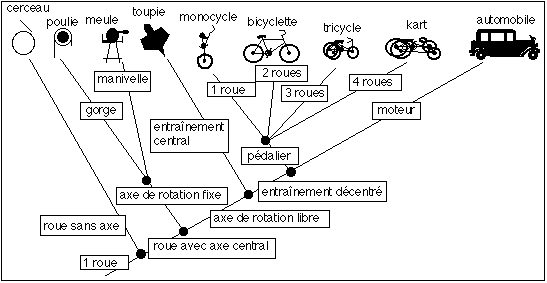 cerceau
poulie
meule
toupie
monocycle
bicyclette
tricycle
kart
automobile
manivelle
1 roue
2 roues
3 roues
4 roues
gorge
moteur
entraînement
central
pédalier
axe de rotation fixe
entraînement décentré
roue sans axe
axe de rotation libre
roue avec axe central
1 roue